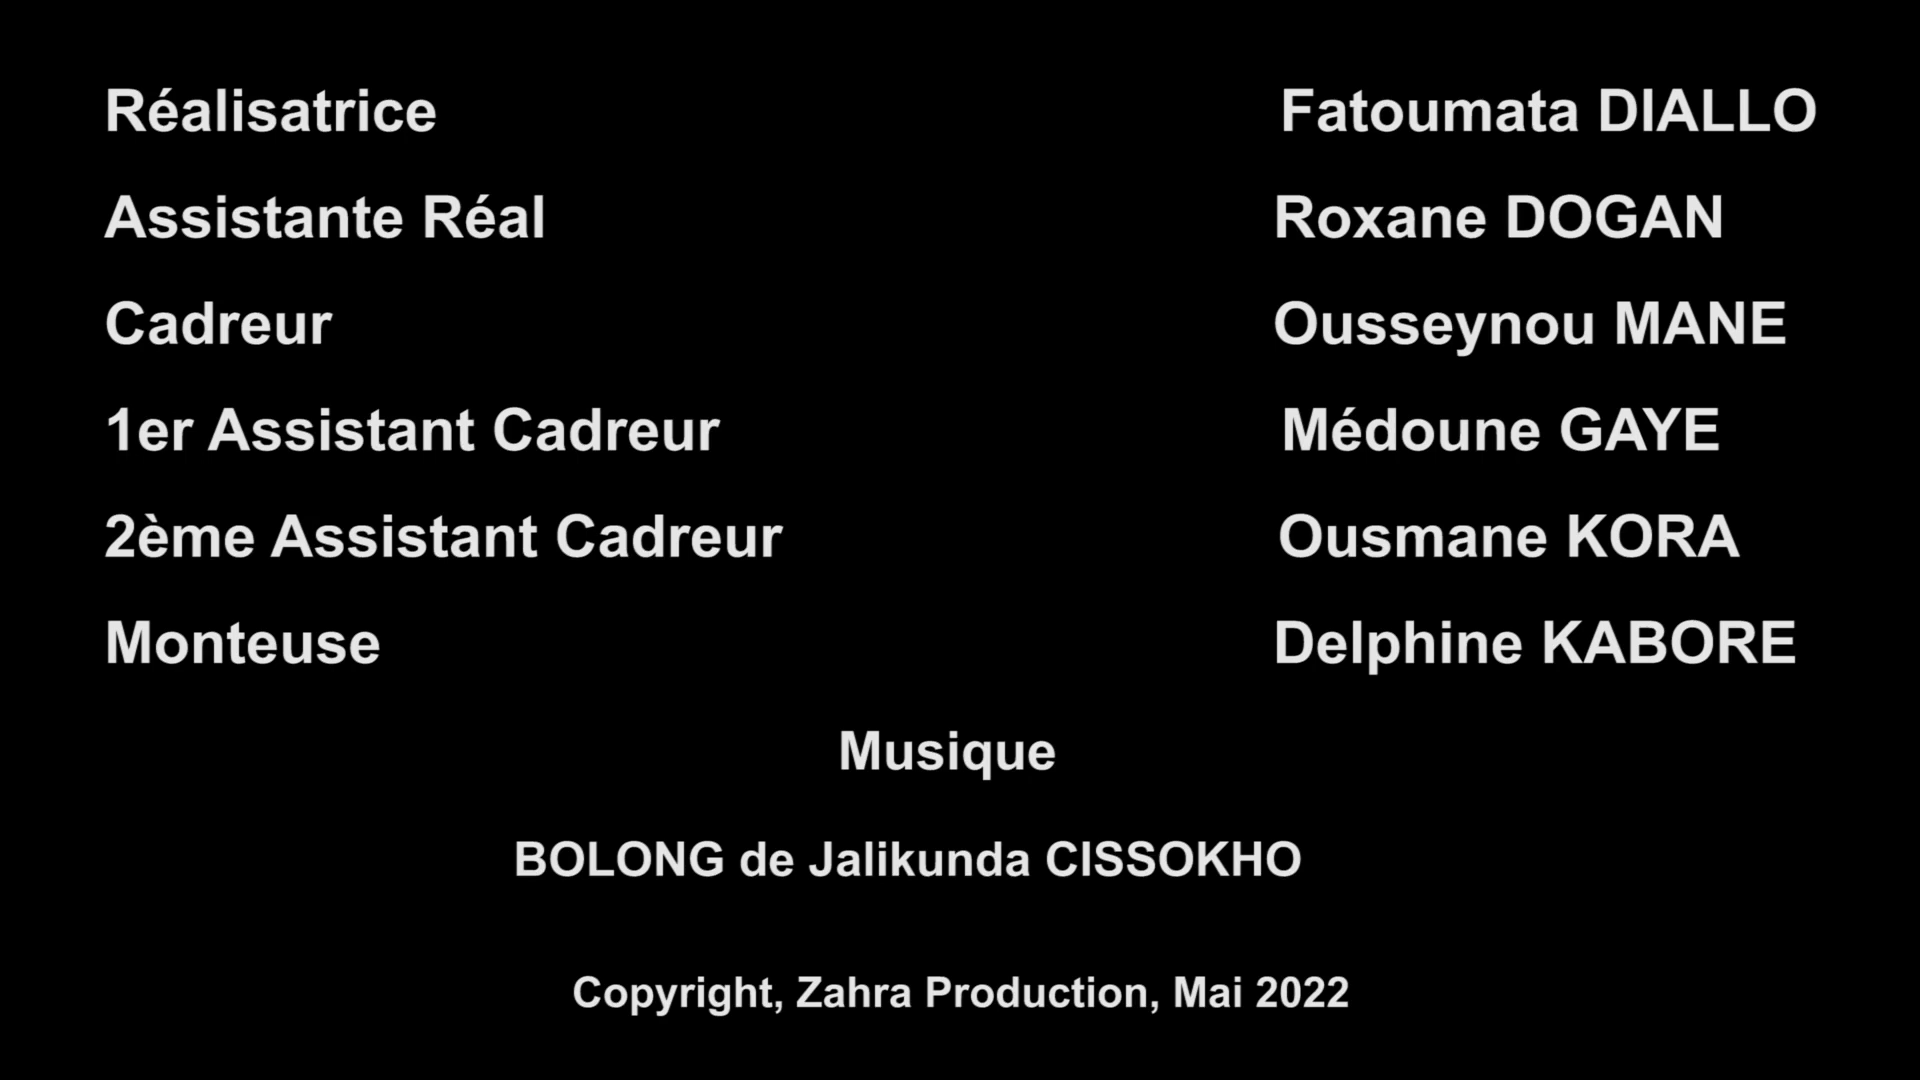 Réalisatrice Fatoumata DIALLO
Assistante Réal Roxane DOGAN
Cadreur Ousseynou MANE
1er Assistant Cadreur Médoune GAYE
2ème Assistant Cadreur Ousmane KORA
Monteuse Delphine KABORE
Musique
BOLONG de Jalikunda CISSOKHO
Copyright, Zahra Production, Mai 2022